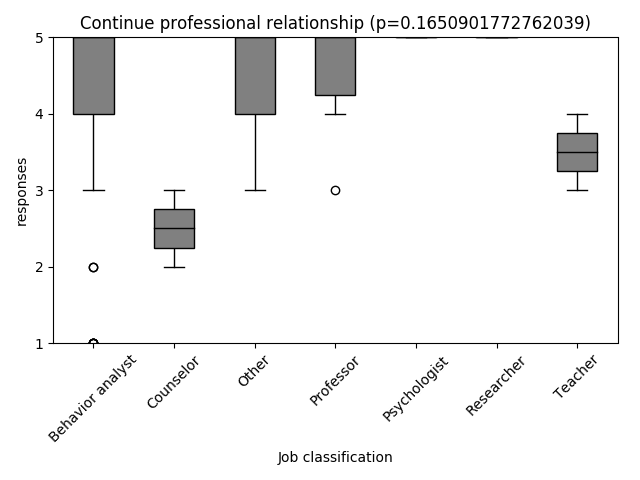 Continue professional relationship (p=0.1650901772762039)
5
4
3
2
1
responses
Behavior analyst
Counselor
Other
Professor
Psychologist
Researcher
Teacher
Job classification